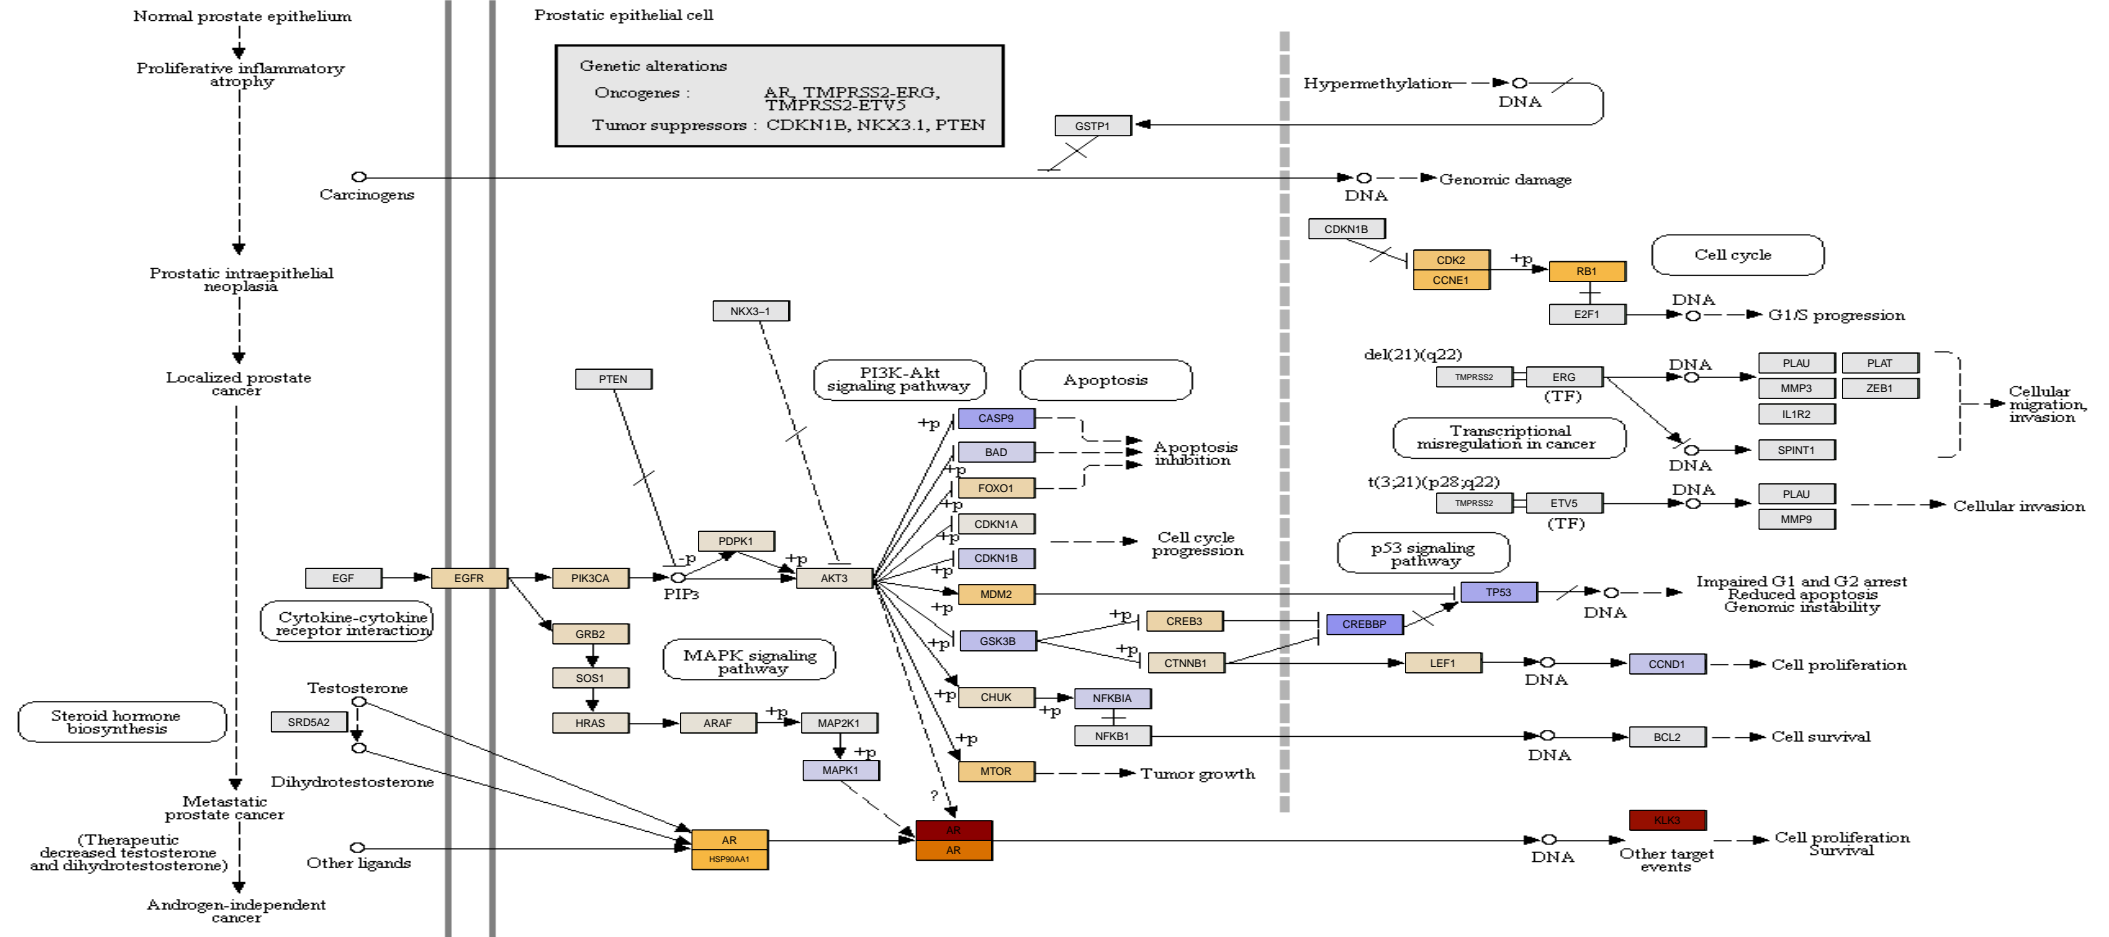 Normal prostate epithelium
Proliferative inflammatory
atrophy
Prostatic intraepithelial
neoplasia
Localized prostate
cancer
Steroid hormone
biosynthesis
Metastatic
prostate cancer
(Therapeutic
decreased testosterone
and dihydrotestosterone)
Androgen-independent
cancer
Prostatic epithelial cell
Genetic alterations
Oncogenes : AR, TMPRSS2-ERG,
TMPRSS2-ETV5
Tumor suppressors : CDKN1B, NKX3.1, PTEN
Hypermethylation
DNA
GSTP1
Carcinogens
DNA
Genomic damage
CDKN1B
CDK2
CCNE1
+p
RB1
Cell cycle
E2F1
DNA
G1/S progression
NKX3–1
PTEN
PI3K-Akt
signaling pathway
Apoptosis
del(21)(q22)
TMPRSS2
ERG
(TF)
DNA
PLAU
PLAT
MMP3
ZEB1
IL1R2
Cellular
migration,
invasion
Transcriptional
misregulation in cancer
DNA
SPINT1
t(3;21)(p28;q22)
TMPRSS2
ETV5
(TF)
DNA
PLAU
MMP9
Cellular invasion
+p
CASP9
BAD
+p
FOXO1
+p
CDKN1A
+p
CDKN1B
+p
MDM2
+p
GSK3B
+p
CHUK
+p
MTOR
+p
Apoptosis
inhibition
Cell cycle
progression
p53 signaling
pathway
EGF
EGFR
PIK3CA
PDPK1
-p
+p
PIP3
AKT3
Cytokine-cytokine
receptor interaction
GRB2
SOS1
HRAS
ARAF
+p
MAP2K1
+p
MAPK1
MAPK signaling
pathway
TP53
DNA
Impaired G1 and G2 arrest
Reduced apoptosis
Genomic instability
+p
CREB3
CREBBP
+p
CTNNB1
LEF1
DNA
CCND1
Cell proliferation
NFKBIA
+p
NFKB1
DNA
BCL2
Cell survival
Tumor growth
Testosterone
SRD5A2
Dihydrotestosterone
Other ligands
AR
HSP90AA1
?
AR
AR
DNA
KLK3
Other target
events
Cell proliferation
Survival